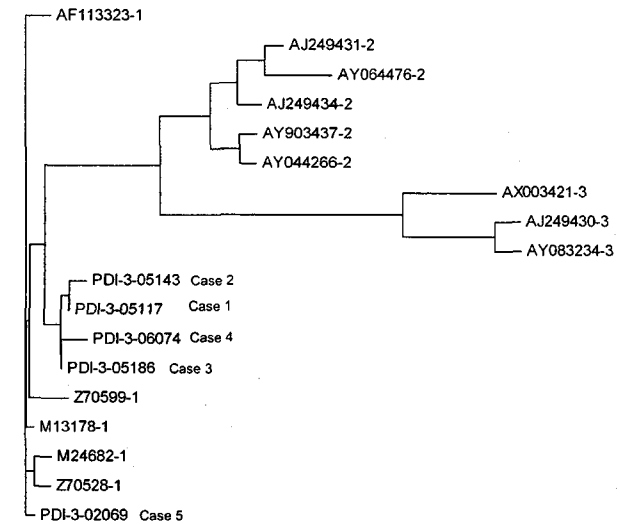 AF113323-1
AJ249431-2
AY064476-2
AJ249434-2
AY903437-2
AY044266-2
AX003421-3
AJ249430-3
AY083234-3
PDI-3-05143 Case 2
PDI-3-05117 Case 1
PDI-3-06074 Case 4
PDI-3-05186 Case 3
Z70599-1
M13178-1
M24682-1
Z70528-1
PDI-3-02069 Case 5